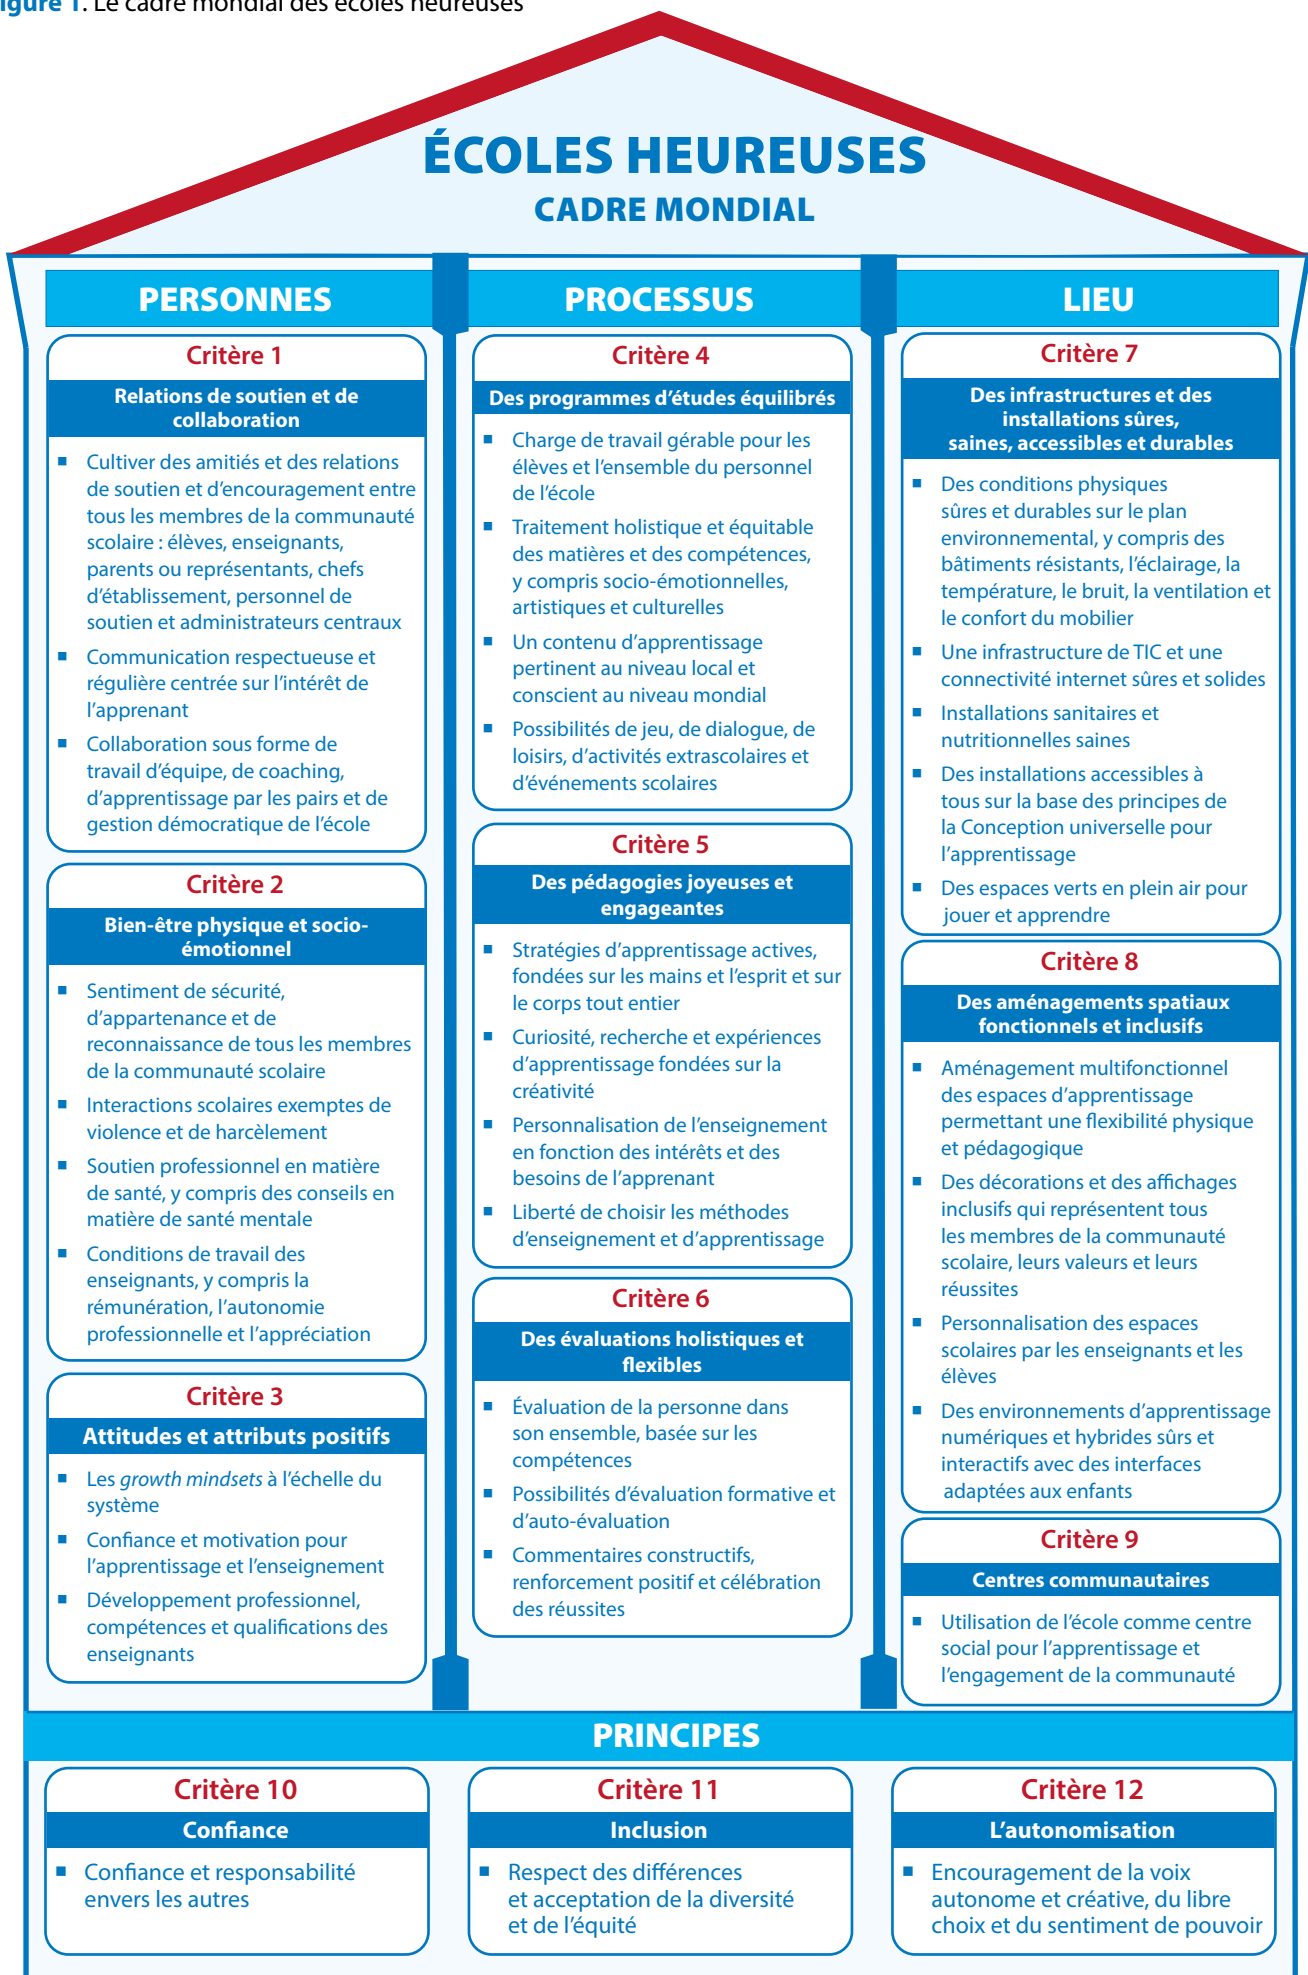 Figure 1. Le cadre mondial des écoles heureuses
ÉCOLES HEUREUSES
CADRE MONDIAL
PERSONNES
Critère 1
Relations de soutien et de
collaboration
▪ Cultiver des amitiés et des relations
de soutien et d’encouragement entre
tous les membres de la communauté
scolaire : élèves, enseignants,
parents ou représentants, chefs
d’établissement, personnel de
soutien et administrateurs centraux
▪ Communication respectueuse et
régulière centrée sur l’intérêt de
l’apprenant
▪ Collaboration sous forme de
travail d’équipe, de coaching,
d’apprentissage par les pairs et de
gestion démocratique de l’école
Critère 2
Bien-être physique et socio-
émotionnel
▪ Sentiment de sécurité,
d’appartenance et de
reconnaissance de tous les membres
de la communauté scolaire
▪ Interactions scolaires exemptes de
violence et de harcèlement
▪ Soutien professionnel en matière
de santé, y compris des conseils en
matière de santé mentale
▪ Conditions de travail des
enseignants, y compris la
rémunération, l’autonomie
professionnelle et l’appréciation
Critère 3
Attitudes et attributs positifs
▪ Les growth mindsets à l’échelle du
système
▪ Confiance et motivation pour
l’apprentissage et l’enseignement
▪ Développement professionnel,
compétences et qualifications des
enseignants
PROCESSUS
Critère 4
Des programmes d’études équilibrés
▪ Charge de travail gérable pour les
élèves et l’ensemble du personnel
de l’école
▪ Traitement holistique et équitable
des matières et des compétences,
y compris socio-émotionnelles,
artistiques et culturelles
▪ Un contenu d’apprentissage
pertinent au niveau local et
conscient au niveau mondial
▪ Possibilités de jeu, de dialogue, de
loisirs, d’activités extrascolaires et
d’événements scolaires
Critère 5
Des pédagogies joyeuses et
engageantes
▪ Stratégies d’apprentissage actives,
fondées sur les mains et l’esprit et sur
le corps tout entier
▪ Curiosité, recherche et expériences
d’apprentissage fondées sur la
créativité
▪ Personnalisation de l’enseignement
en fonction des intérêts et des
besoins de l’apprenant
▪ Liberté de choisir les méthodes
d’enseignement et d’apprentissage
Critère 6
Des évaluations holistiques et
flexibles
▪ Évaluation de la personne dans
son ensemble, basée sur les
compétences
▪ Possibilités d’évaluation formative et
d’auto-évaluation
▪ Commentaires constructifs,
renforcement positif et célébration
des réussites
LIEU
Critère 7
Des infrastructures et des
installations sûres,
saines, accessibles et durables
▪ Des conditions physiques
sûres et durables sur le plan
environmental, y compris des
bâtiments résistants, l’éclairage, la
température, le bruit, la ventilation et
le confort du mobilier
▪ Une infrastructure de TIC et une
connectivité internet sûres et solides
▪ Installations sanitaires et
nutritionnelles saines
▪ Des installations accessibles à
tous sur la base des principes de
la Conception universelle pour
l’apprentissage
▪ Des espaces verts en plein air pour
jouer et apprendre
Critère 8
Des aménagements spatiaux
fonctionnels et inclusifs
▪ Aménagement multifonctionnel
des espaces d’apprentissage
permettant une flexibilité physique
et pédagogique
▪ Des décorations et des affichages
inclusifs qui représentent tous
les membres de la communauté
scolaire, leurs valeurs et leurs
réussites
▪ Personnalisation des espaces
scolaires par les enseignants et les
élèves
▪ Des environnements d’apprentissage
numériques et hybrides sûrs et
interactifs avec des interfaces
adaptées aux enfants
Critère 9
Centres communautaires
▪ Utilisation de l’école comme centre
social pour l’apprentissage et
l’engagement de la communauté
PRINCIPES
Critère 10
Confiance
▪ Confiance et responsabilité
envers les autres
Critère 11
Inclusion
▪ Respect des différences
et acceptation de la diversité
et de l’équité
Critère 12
L’autonomisation
▪ Encouragement de la voix
autonome et créative, du libre
choix et du sentiment de pouvoir